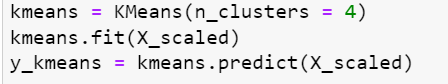 kmeans = KMeans(n_clusters = 4)
kmeans.fit(X_scaled)
y_kmeans = kmeans.predict(X_scaled)